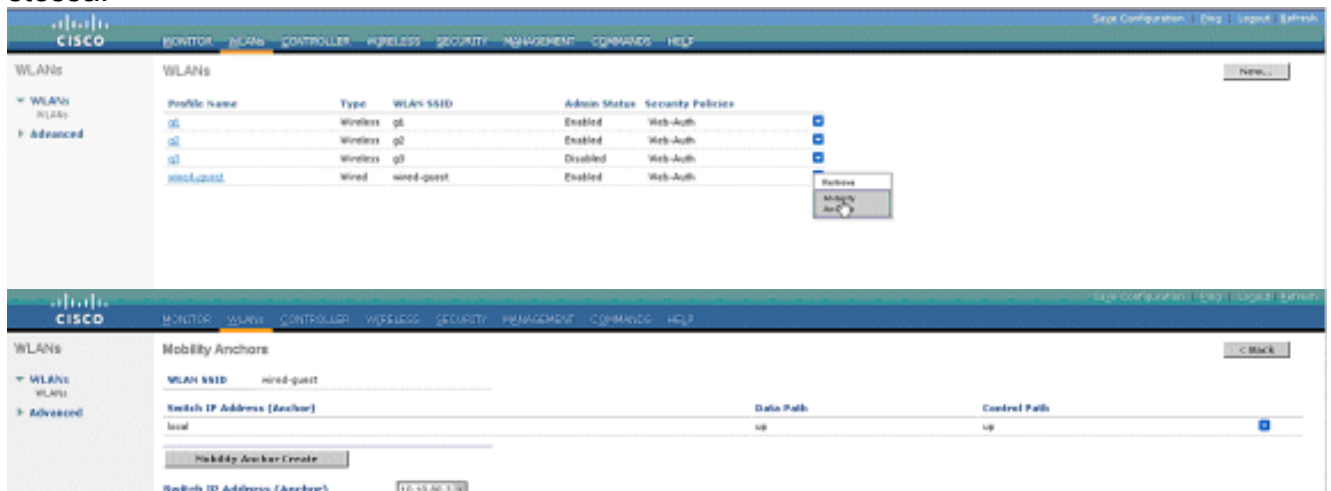 Save Configuration | Ping | Logout | Refresh
CISCO MONITOR WLANs CONTROLLER WIRELESS SECURITY MANAGEMENT COMMANDS HELP
WLANs WLANs New...
WLANs
WLANs
Advanced
Profile Name Type WLAN SSID Admin Status Security Policies
g1 Wireless g1 Enabled Web-Auth
g2 Wireless g2 Enabled Web-Auth
g3 Wireless g3 Disabled Web-Auth
wired-guest Wired wired-guest Enabled Web-Auth
Remove
Mobility
Save Configuration | Ping | Logout | Refresh
CISCO MONITOR WLANs CONTROLLER WIRELESS SECURITY MANAGEMENT COMMANDS HELP
WLANs Mobility Anchors < Back
WLANs
WLANs
Advanced
WLAN SSID wired-guest
Switch IP Address (Anchor) Data Path Control Path
local up up
Mobility Anchor Create
Switch IP Address (Anchor)